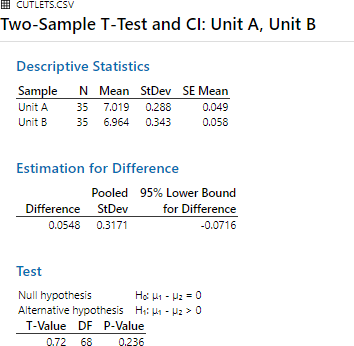 CUTLETS.CSV
Two-Sample T-Test and CI: Unit A, Unit B
Descriptive Statistics
Sample N Mean StDev SE Mean
Unit A 35 7.019 0.288 0.049
Unit B 35 6.964 0.343 0.058
Estimation for Difference
Pooled 95% Lower Bound
Difference StDev for Difference
0.0548 0.3171 -0.0716
Test
Null hypothesis H₀: μ₁ - µ₂ = 0
Alternative hypothesis H₁: μ₁ - µ₂ > 0
T-Value DF P-Value
0.72 68 0.236